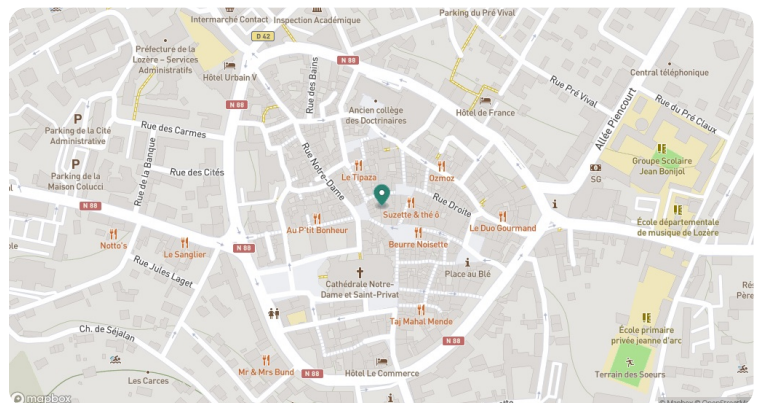 Intermarché Contact
Inspection Académique
Parking du Pré Vival
D 42
Préfecture de la
Lozère – Services
Administratifs
N 88
Central téléphonique
Hôtel Urbain V
Rue des Bains
Rue Pré Vival
Rue du Pré Claux
N 88
Ancien collège
des Doctrinaires
Hôtel de France
Allée Piencourt
P
Parking de la Cité
Administrative
Rue des Carmes
Rue Notre-Dame
Groupe Scolaire
Jean Bonijol
P
Parking de la
Maison Colucci
Rue de la Banque
Rue des Cités
Le Tipaza
Ozmoz
SG
Rue Droite
N 88
Suzette & thé ô
Le Duo Gourmand
École départementale
de musique de Lozère
Notto's
Le Sanglier
N 88
Au P'tit Bonheur
Beurre Noisette
Rue Jules Laget
Place au Blé
Cathédrale Notre-
Dame et Saint-Privat
Ch. de Séjalan
Taj Mahal Mende
École primaire
privée jeanne d'arc
N 88
Les Carces
Mr & Mrs Bund
N 88
Hôtel Le Commerce
Terrain des Soeurs
mapbox